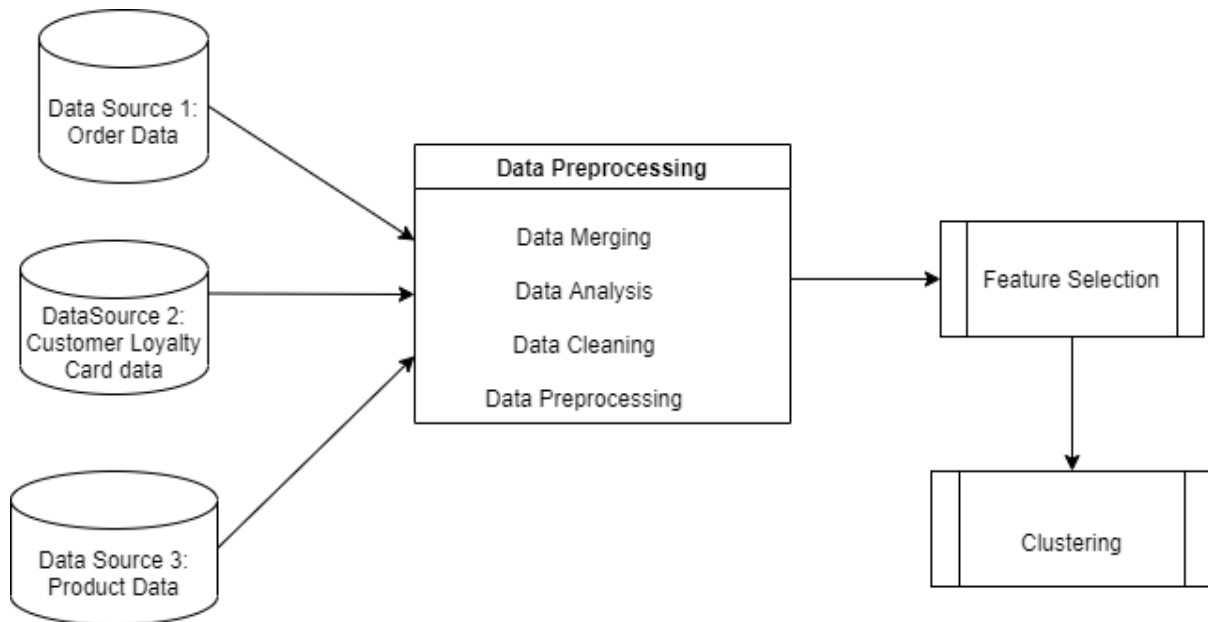 Data Source 1:
Order Data
DataSource 2:
Customer Loyalty
Card data
Data Source 3:
Product Data
Data Preprocessing
Data Merging
Data Analysis
Data Cleaning
Data Preprocessing
Feature Selection
Clustering